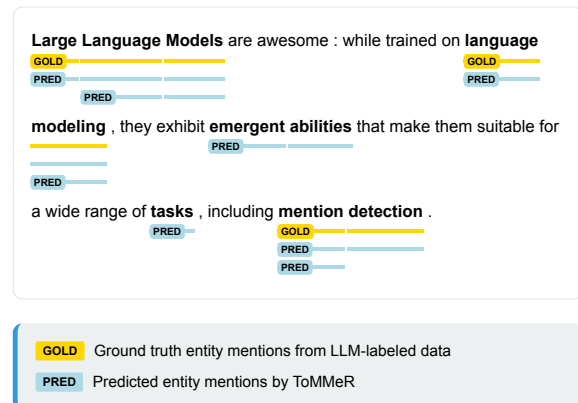 Large Language Models are awesome : while trained on language
GOLD GOLD
PRED PRED
PRED
modeling , they exhibit emergent abilities that make them suitable for
PRED
PRED
a wide range of tasks , including mention detection .
PRED GOLD
PRED
PRED
GOLD Ground truth entity mentions from LLM-labeled data
PRED Predicted entity mentions by ToMMeR